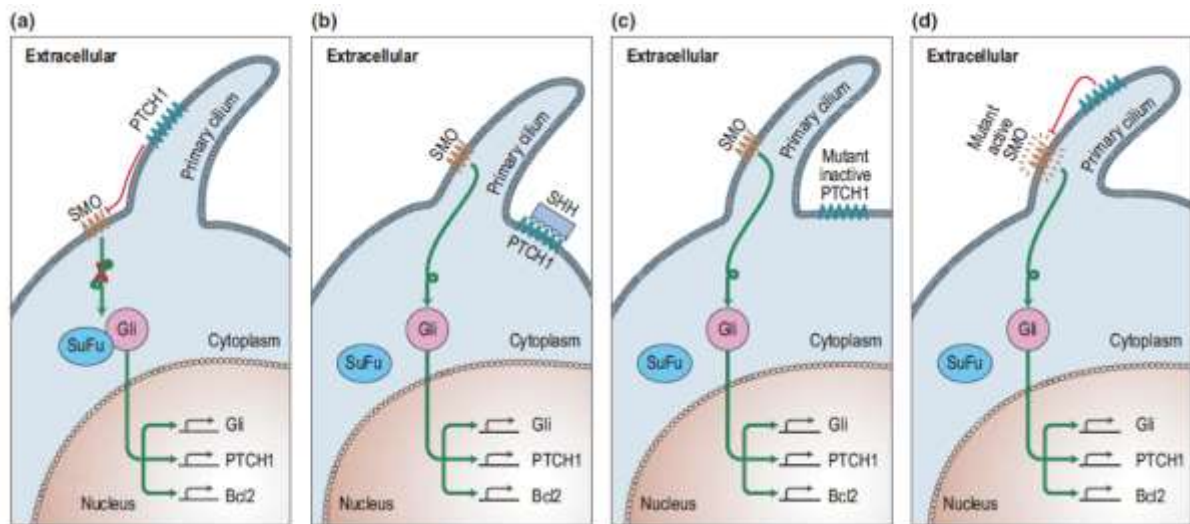 (a)
Extracellular
PTCH1
Primary cilium
SMO
SuFu
Gli
Cytoplasm
Gli
PTCH1
Bcl2
Nucleus
(b)
Extracellular
SMO
Primary cilium
SHH
PTCH1
Gli
SuFu
Cytoplasm
Gli
PTCH1
Bcl2
Nucleus
(c)
Extracellular
SMO
Primary cilium
Mutant
inactive
PTCH1
Gli
SuFu
Cytoplasm
Gli
PTCH1
Bcl2
Nucleus
(d)
Extracellular
Mutant
active
SMO
Primary cilium
Gli
SuFu
Cytoplasm
Gli
PTCH1
Bcl2
Nucleus